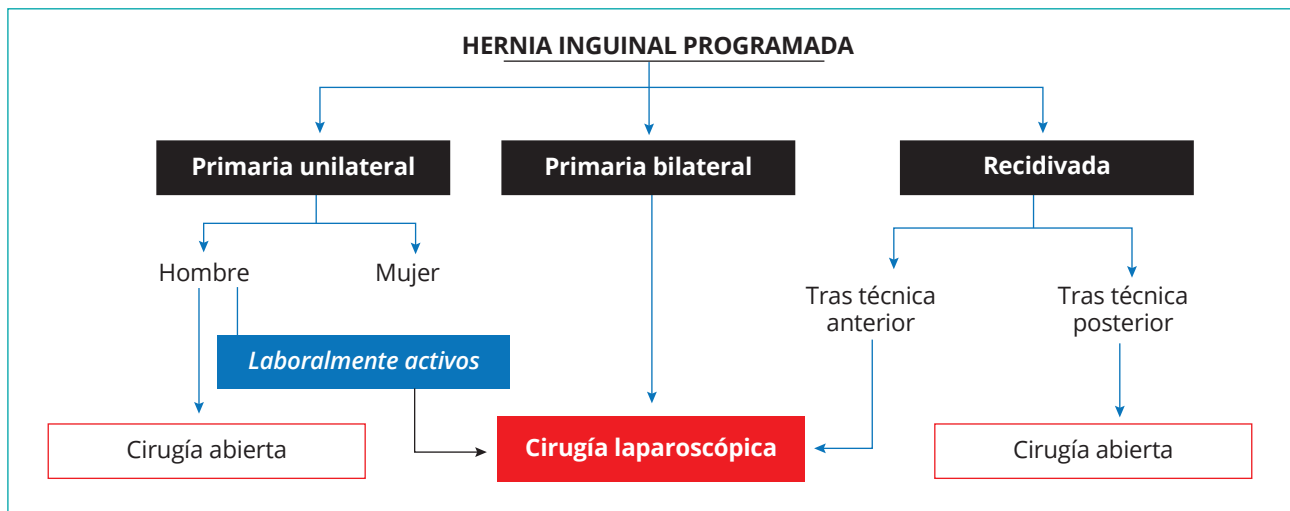 HERNIA INGUINAL PROGRAMADA
Primaria unilateral
Primaria bilateral
Recidivada
Hombre
Mujer
Tras técnica
anterior
Tras técnica
posterior
Laboralmente activos
Cirugía abierta
Cirugía laparoscópica
Cirugía abierta